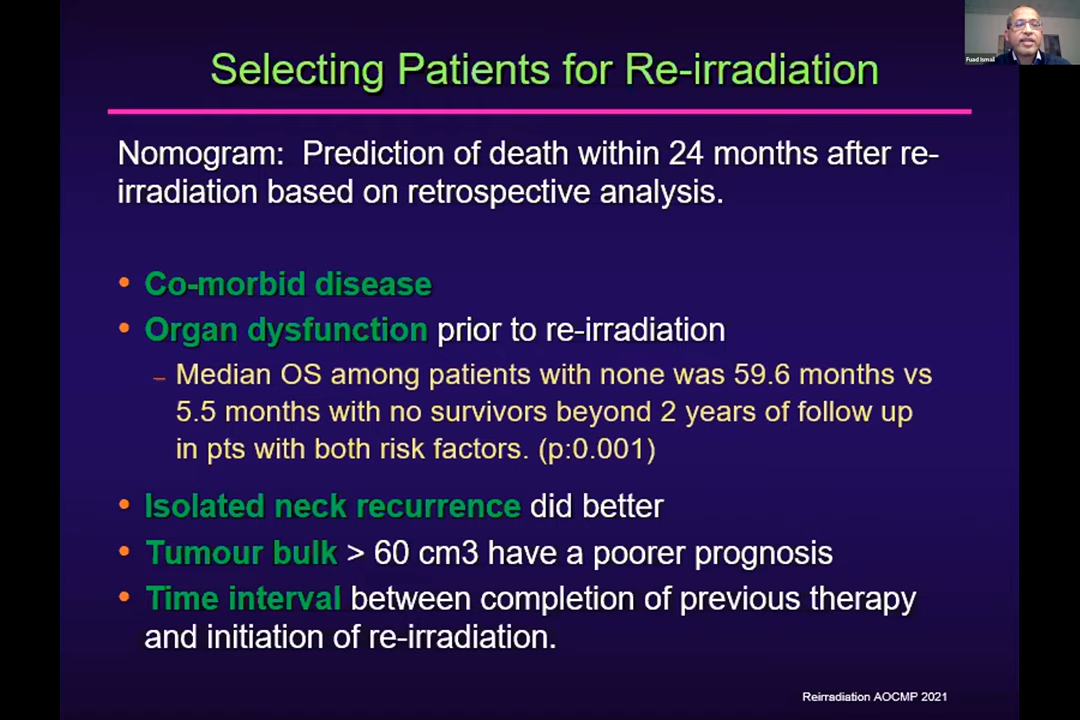 Selecting Patients for Re-irradiation
Fuad Ismail
Nomogram: Prediction of death within 24 months after re-
irradiation based on retrospective analysis.
• Co-morbid disease
• Organ dysfunction prior to re-irradiation
– Median OS among patients with none was 59.6 months vs
5.5 months with no survivors beyond 2 years of follow up
in pts with both risk factors. (p:0.001)
• Isolated neck recurrence did better
• Tumour bulk > 60 cm3 have a poorer prognosis
• Time interval between completion of previous therapy
and initiation of re-irradiation.
Reirradiation AOCMP 2021